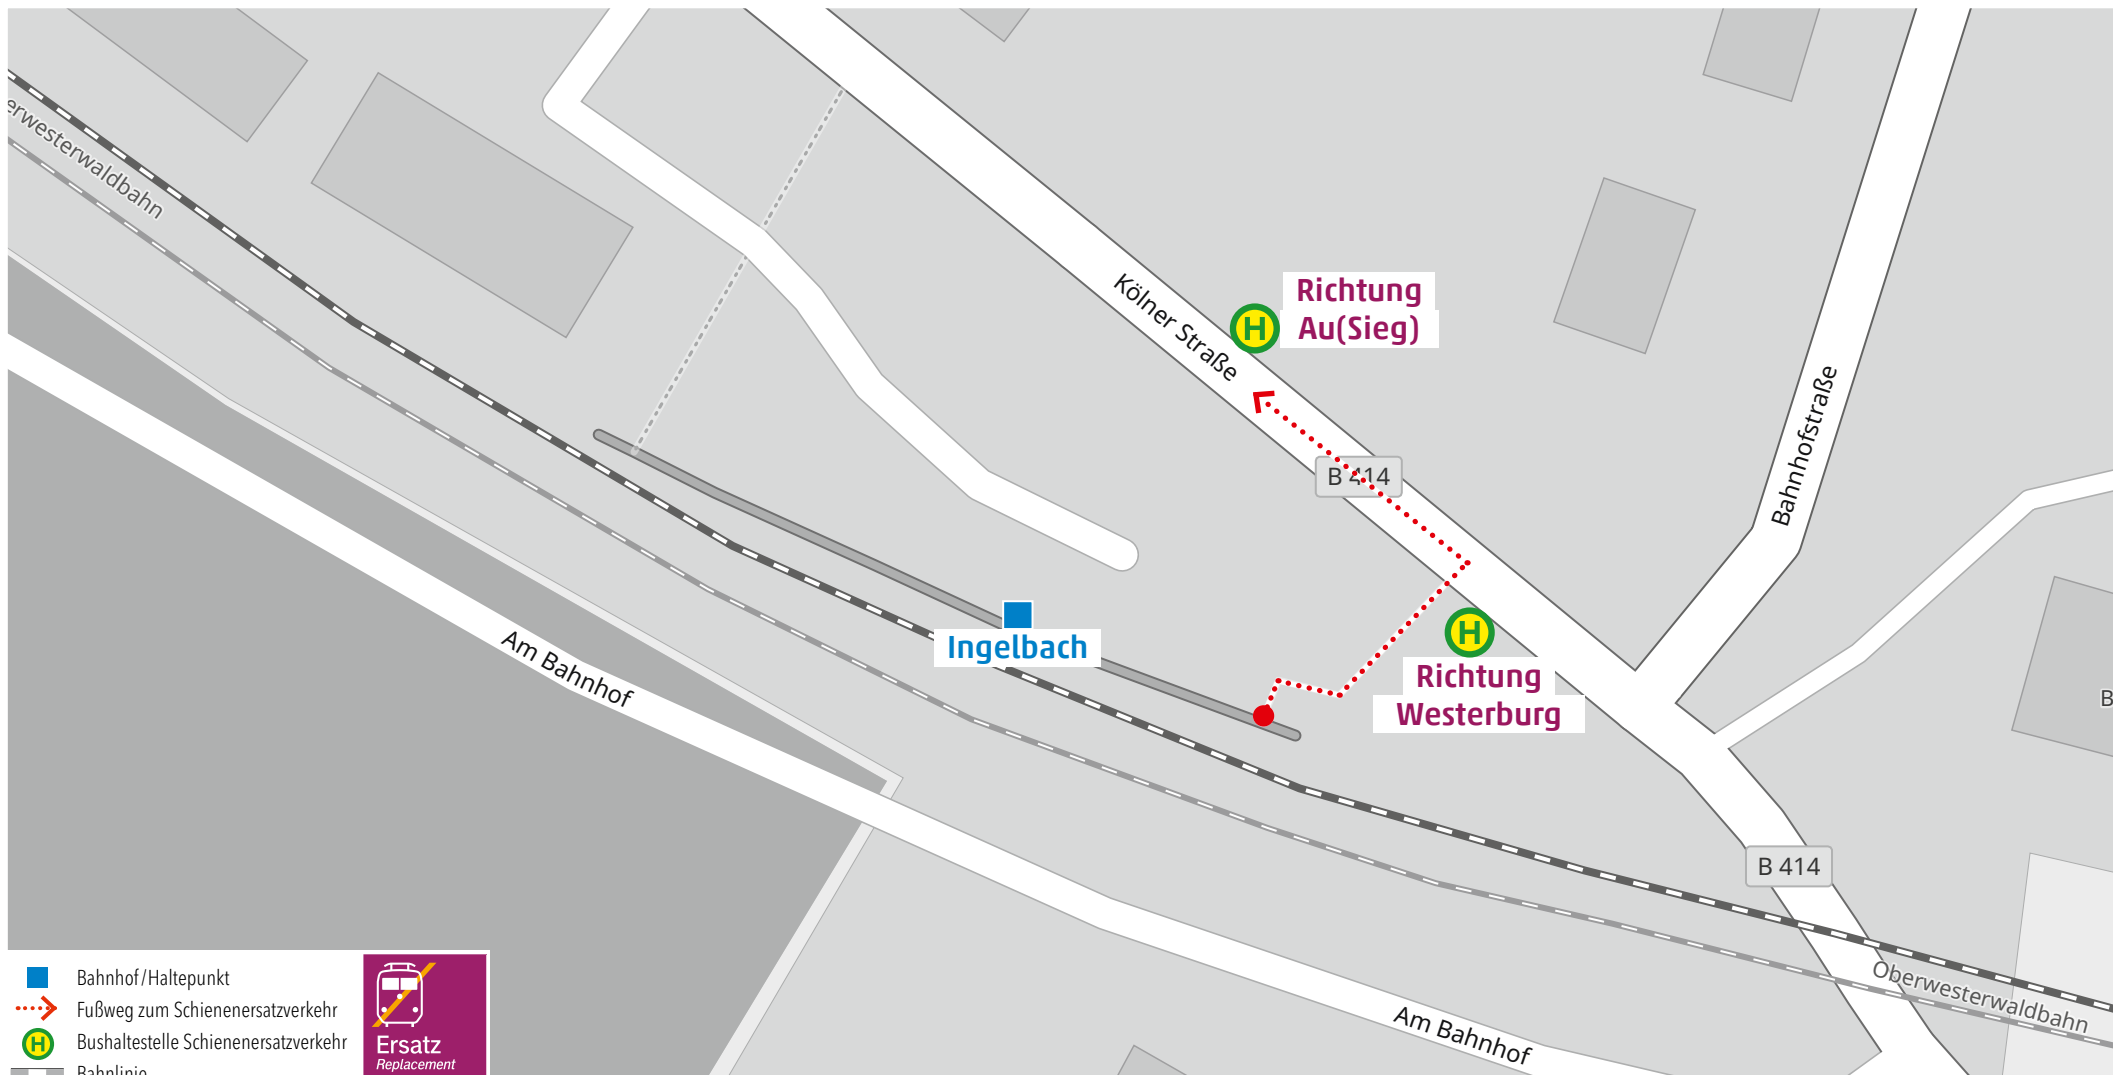 erwesterwaldbahn
Kölner Straße
Richtung
Au(Sieg)
H
B 414
Bahnhofstraße
Ingelbach
H
Richtung
Westerburg
Am Bahnhof
B
B 414
Oberwesterwaldbahn
Am Bahnhof
Bahnhof/Haltepunkt
Fußweg zum Schienenersatzverkehr
H
Bushaltestelle Schienenersatzverkehr
Bahnlinie
Ersatz
Replacement